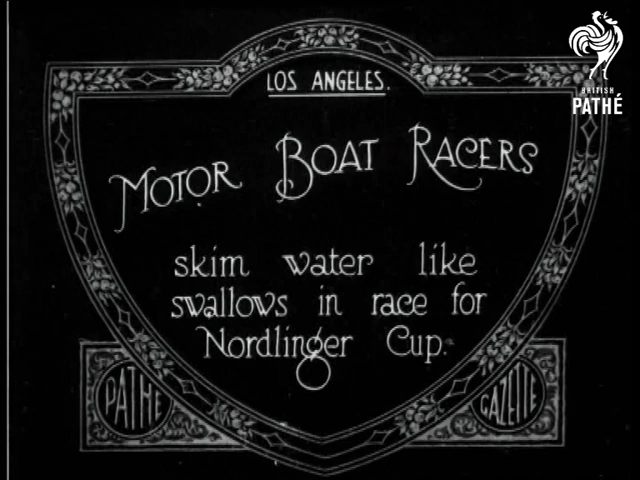 BRITISH
PATHÉ
LOS ANGELES.
MOTOR BOAT RACERS
skim water like
swallows in race for
Nordlinger Cup.
PATHE
GAZETTE